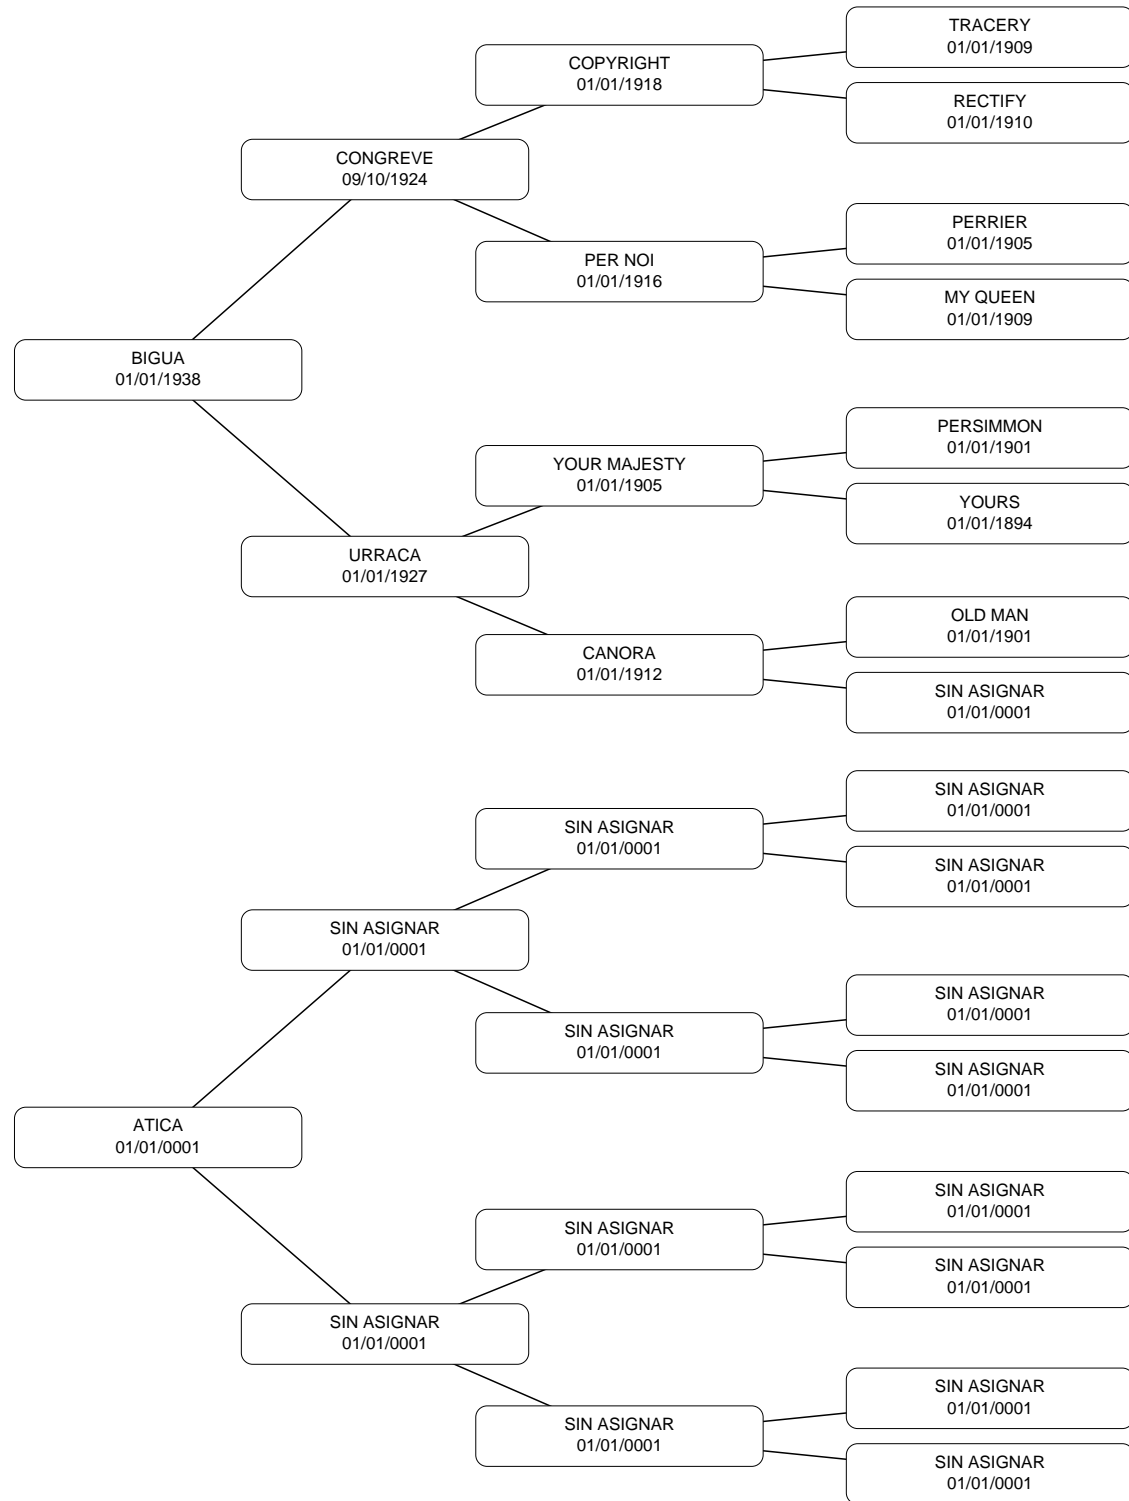 TRACERY
01/01/1909
COPYRIGHT
01/01/1918
RECTIFY
01/01/1910
CONGREVE
09/10/1924
PERRIER
01/01/1905
PER NOI
01/01/1916
MY QUEEN
01/01/1909
BIGUA
01/01/1938
PERSIMMON
01/01/1901
YOUR MAJESTY
01/01/1905
YOURS
01/01/1894
URRACA
01/01/1927
OLD MAN
01/01/1901
CANORA
01/01/1912
SIN ASIGNAR
01/01/0001
SIN ASIGNAR
01/01/0001
SIN ASIGNAR
01/01/0001
SIN ASIGNAR
01/01/0001
SIN ASIGNAR
01/01/0001
SIN ASIGNAR
01/01/0001
SIN ASIGNAR
01/01/0001
SIN ASIGNAR
01/01/0001
ATICA
01/01/0001
SIN ASIGNAR
01/01/0001
SIN ASIGNAR
01/01/0001
SIN ASIGNAR
01/01/0001
SIN ASIGNAR
01/01/0001
SIN ASIGNAR
01/01/0001
SIN ASIGNAR
01/01/0001
SIN ASIGNAR
01/01/0001